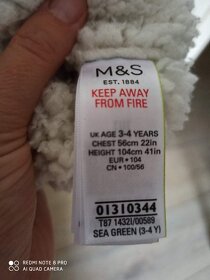 M&S
EST. 1884
KEEP AWAY
FROM FIRE
UK AGE 3-4 YEARS
CHEST 56cm 22in
HEIGHT 104cm 41in
EUR • 104
CN • 100/56
01310344
T87 1432I/00589
SEA GREEN (3-4 Y)
REDMI NOTE 8 PRO
AI QUAD CAMERA